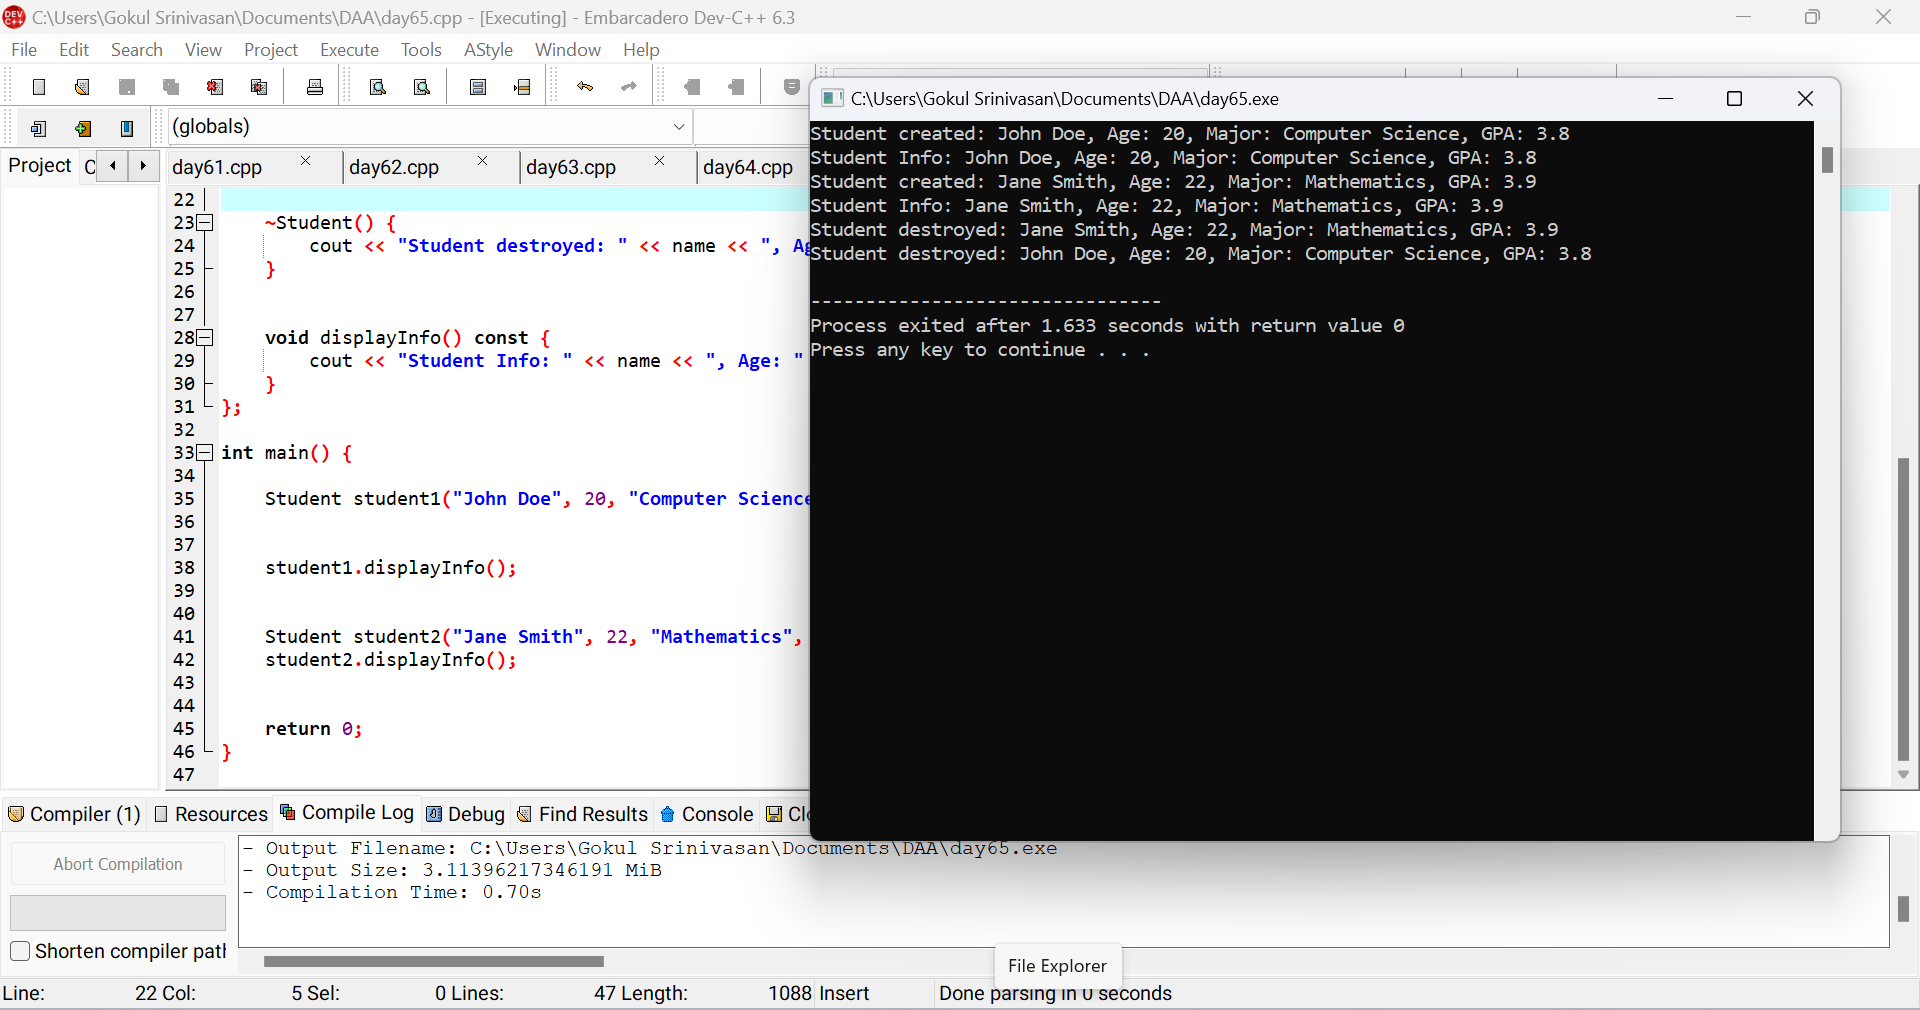 C:\Users\Gokul Srinivasan\Documents\DAA\day65.cpp - [Executing] - Embarcadero Dev-C++ 6.3
File Edit Search View Project Execute Tools AStyle Window Help
(globals)
Project C
day61.cpp day62.cpp day63.cpp day64.cpp
22
23 ~Student() {
24 cout << "Student destroyed: " << name << ", Ag
25 }
26
27
28 void displayInfo() const {
29 cout << "Student Info: " << name << ", Age: "
30 }
31 };
32
33 int main() {
34
35 Student student1("John Doe", 20, "Computer Science
36
37
38 student1.displayInfo();
39
40
41 Student student2("Jane Smith", 22, "Mathematics",
42 student2.displayInfo();
43
44
45 return 0;
46 }
47
C:\Users\Gokul Srinivasan\Documents\DAA\day65.exe
Student created: John Doe, Age: 20, Major: Computer Science, GPA: 3.8
Student Info: John Doe, Age: 20, Major: Computer Science, GPA: 3.8
Student created: Jane Smith, Age: 22, Major: Mathematics, GPA: 3.9
Student Info: Jane Smith, Age: 22, Major: Mathematics, GPA: 3.9
Student destroyed: Jane Smith, Age: 22, Major: Mathematics, GPA: 3.9
Student destroyed: John Doe, Age: 20, Major: Computer Science, GPA: 3.8
--------------------------------
Process exited after 1.633 seconds with return value 0
Press any key to continue . . .
Compiler (1) Resources Compile Log Debug Find Results Console Clo
Abort Compilation
Shorten compiler path
- Output Filename: C:\Users\Gokul Srinivasan\Documents\DAA\day65.exe
- Output Size: 3.11396217346191 MiB
- Compilation Time: 0.70s
File Explorer
Line: 22 Col: 5 Sel: 0 Lines: 47 Length: 1088 Insert Done parsing in 0 seconds